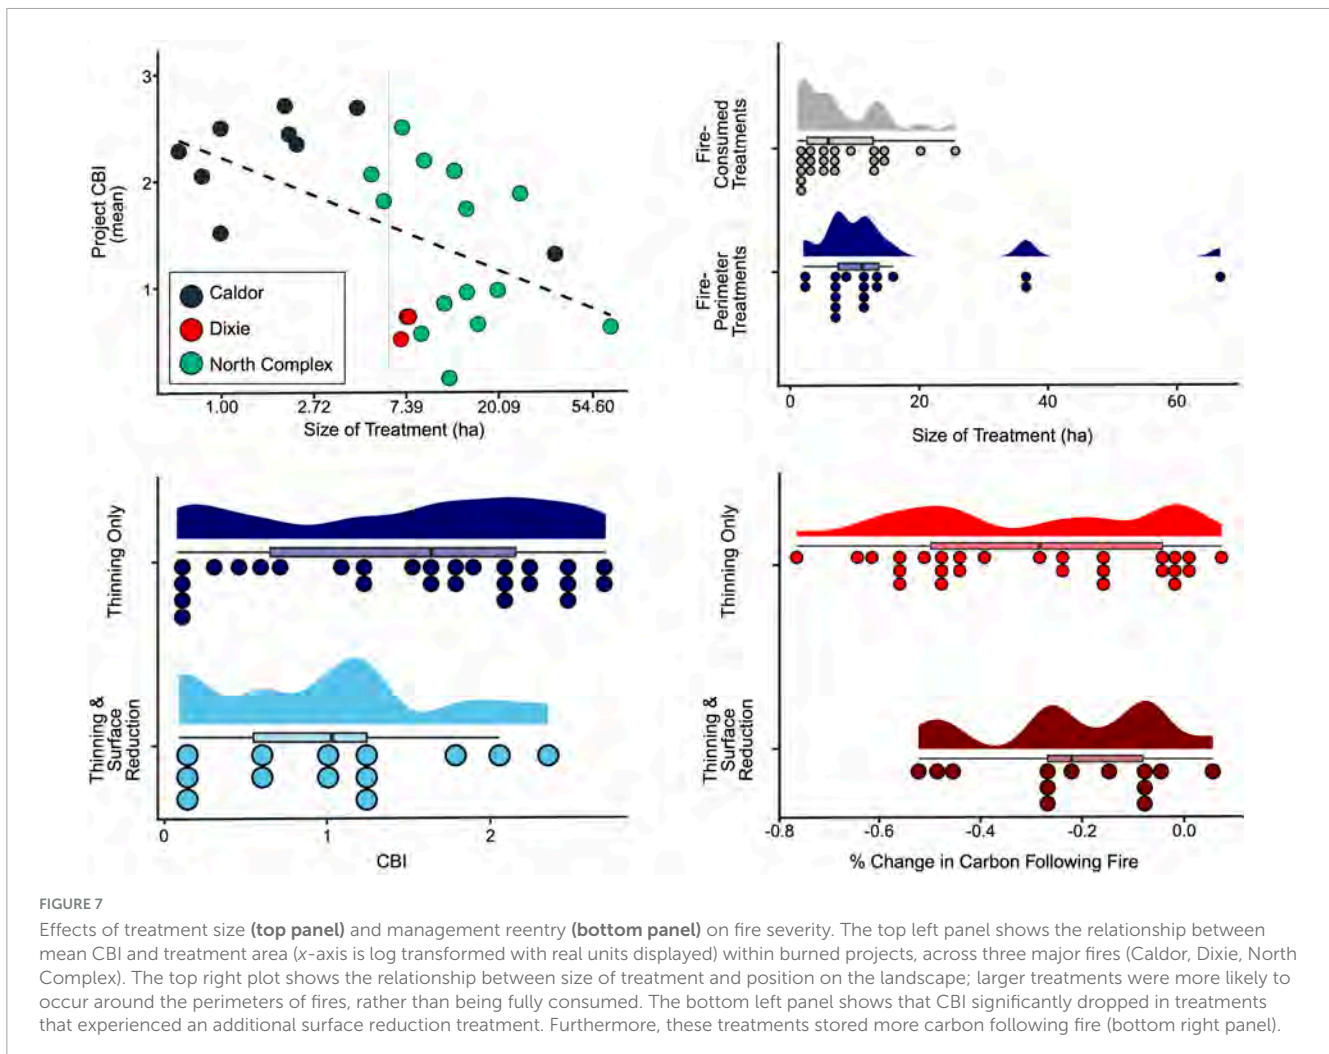 3
2
1
Project CBI
(mean)
Caldor
Dixie
North Complex
1.00 2.72 7.39 20.09 54.60
Size of Treatment (ha)
Fire-
Consumed
Treatments
Fire-
Perimeter
Treatments
0 20 40 60
Size of Treatment (ha)
Thinning Only
Thinning &
Surface
Reduction
0 1 2
CBI
Thinning Only
Thinning &
Surface
Reduction
-0.8 -0.6 -0.4 -0.2 0.0
% Change in Carbon Following Fire
FIGURE 7
Effects of treatment size (top panel) and management reentry (bottom panel) on fire severity. The top left panel shows the relationship between
mean CBI and treatment area (x-axis is log transformed with real units displayed) within burned projects, across three major fires (Caldor, Dixie, North
Complex). The top right plot shows the relationship between size of treatment and position on the landscape; larger treatments were more likely to
occur around the perimeters of fires, rather than being fully consumed. The bottom left panel shows that CBI significantly dropped in treatments
that experienced an additional surface reduction treatment. Furthermore, these treatments stored more carbon following fire (bottom right panel).